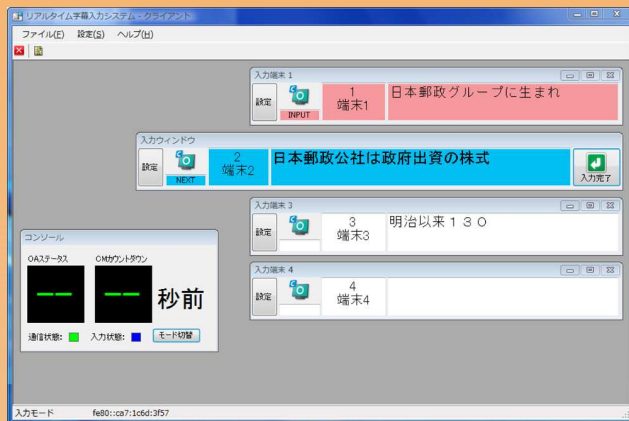 リアルタイム字幕入力システム - クライアント
ファイル(F) 設定(S) ヘルプ(H)
入力端末 1
設定
INPUT
1
端末1
日本郵政グループに生まれ
入力ウィンドウ
設定
NEXT
2
端末2
日本郵政公社は政府出資の株式
入力完了
入力端末 3
設定
3
端末3
明治以来１３０
入力端末 4
設定
4
端末4
コンソール
OAステータス CMカウントダウン
-- -- 秒前
通信状態: 入力状態: モード切替
入力モード fe80::ca7:1c6d:3f57